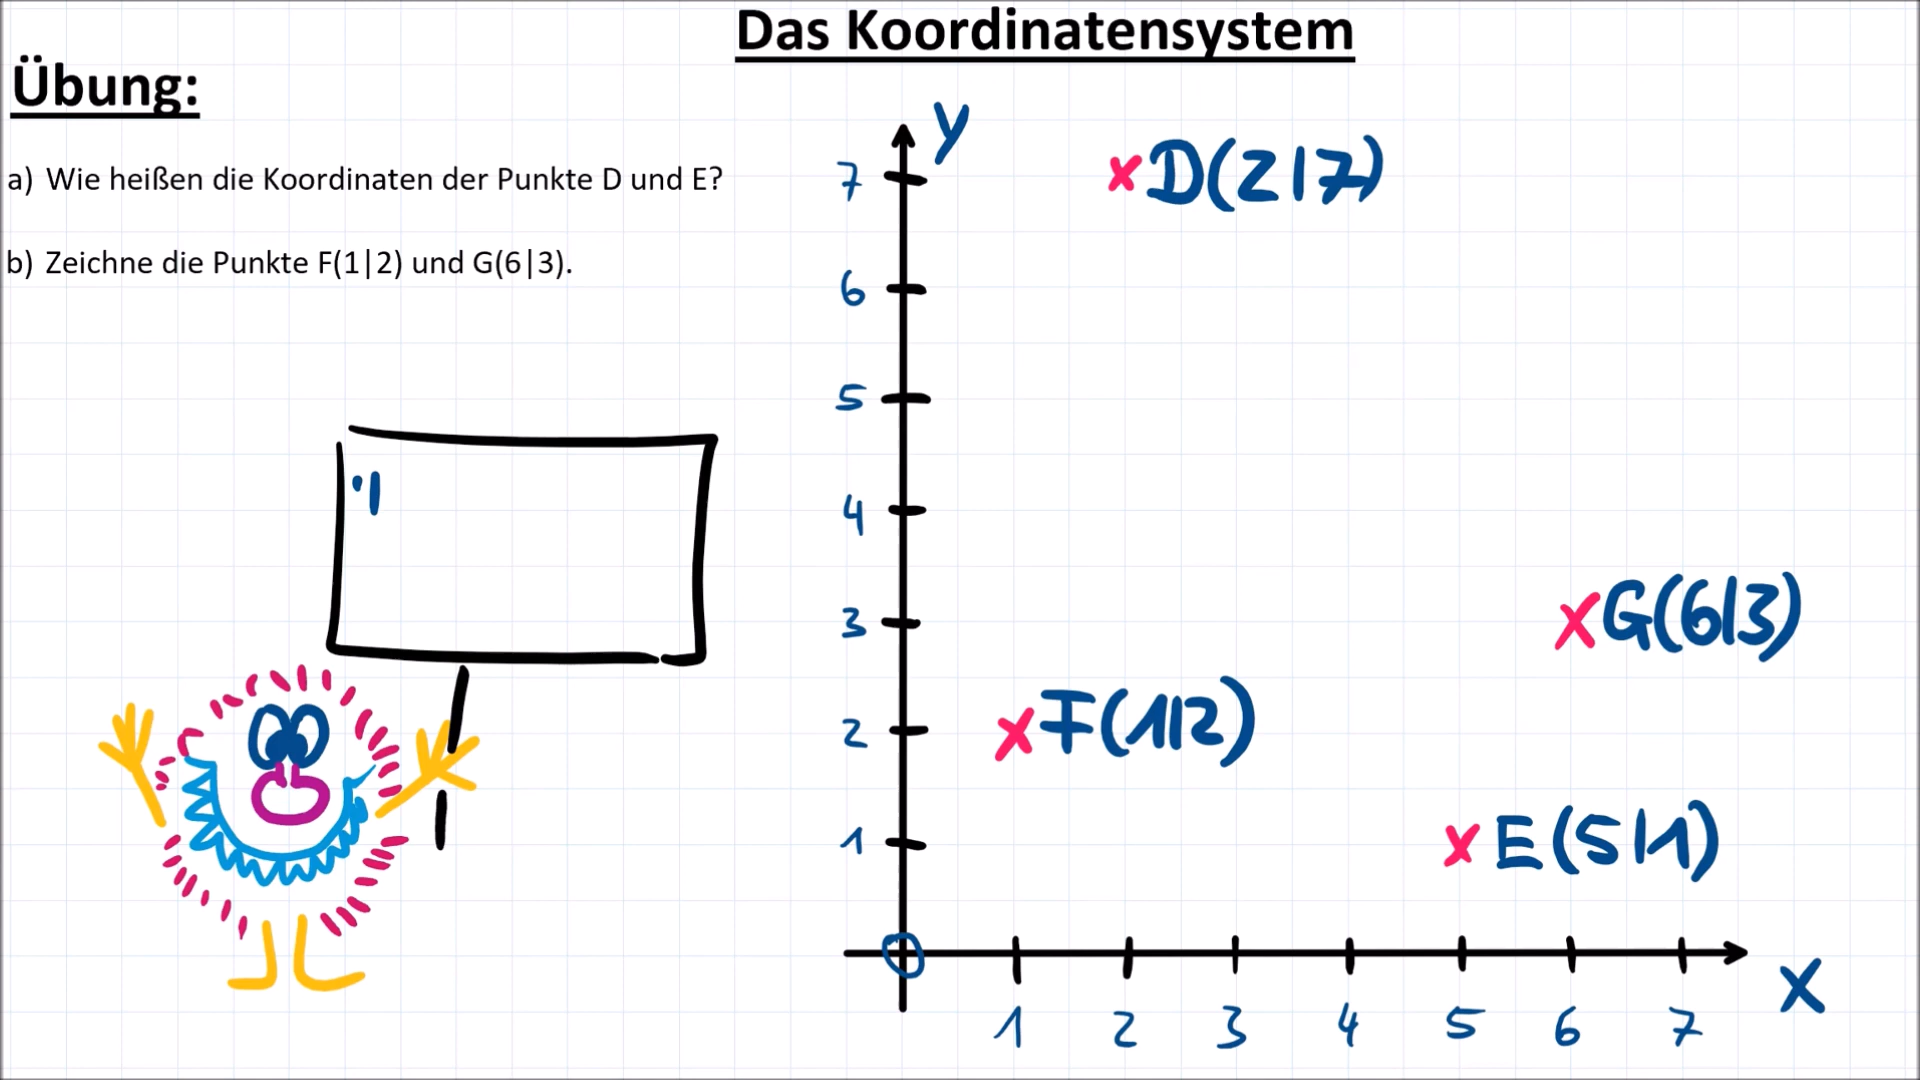 Das Koordinatensystem
Übung:
a) Wie heißen die Koordinaten der Punkte D und E?
b) Zeichne die Punkte F(1|2) und G(6|3).
y
7
D(2|7)
6
5
4
3
G(6|3)
2
F(1|2)
1
E(5|1)
0
x
1 2 3 4 5 6 7